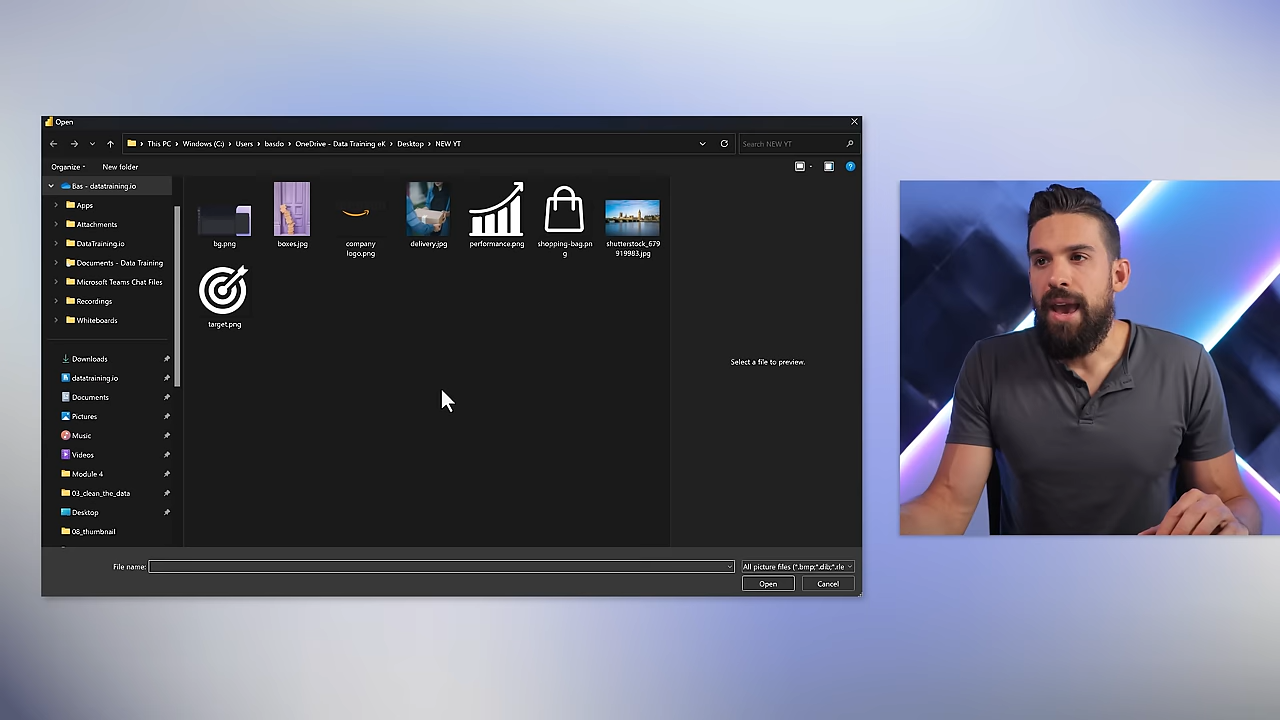 Open
This PC > Windows (C:) > Users > basdo > OneDrive - Data Training eK > Desktop > NEW YT
Search NEW YT
Organize
New folder
Bas - datatraining.io
Apps
Attachments
DataTraining.io
Documents - Data Training
Microsoft Teams Chat Files
Recordings
Whiteboards
Downloads
datatraining.io
Documents
Pictures
Music
Videos
Module 4
03_clean_the_data
Desktop
08_thumbnail
bg.png
boxes.jpg
company
logo.png
delivery.jpg
performance.png
shopping-bag.pn
g
shutterstock_679
919983.jpg
target.png
Select a file to preview.
File name:
All picture files (*.bmp;*.dib;*.rle
Open
Cancel